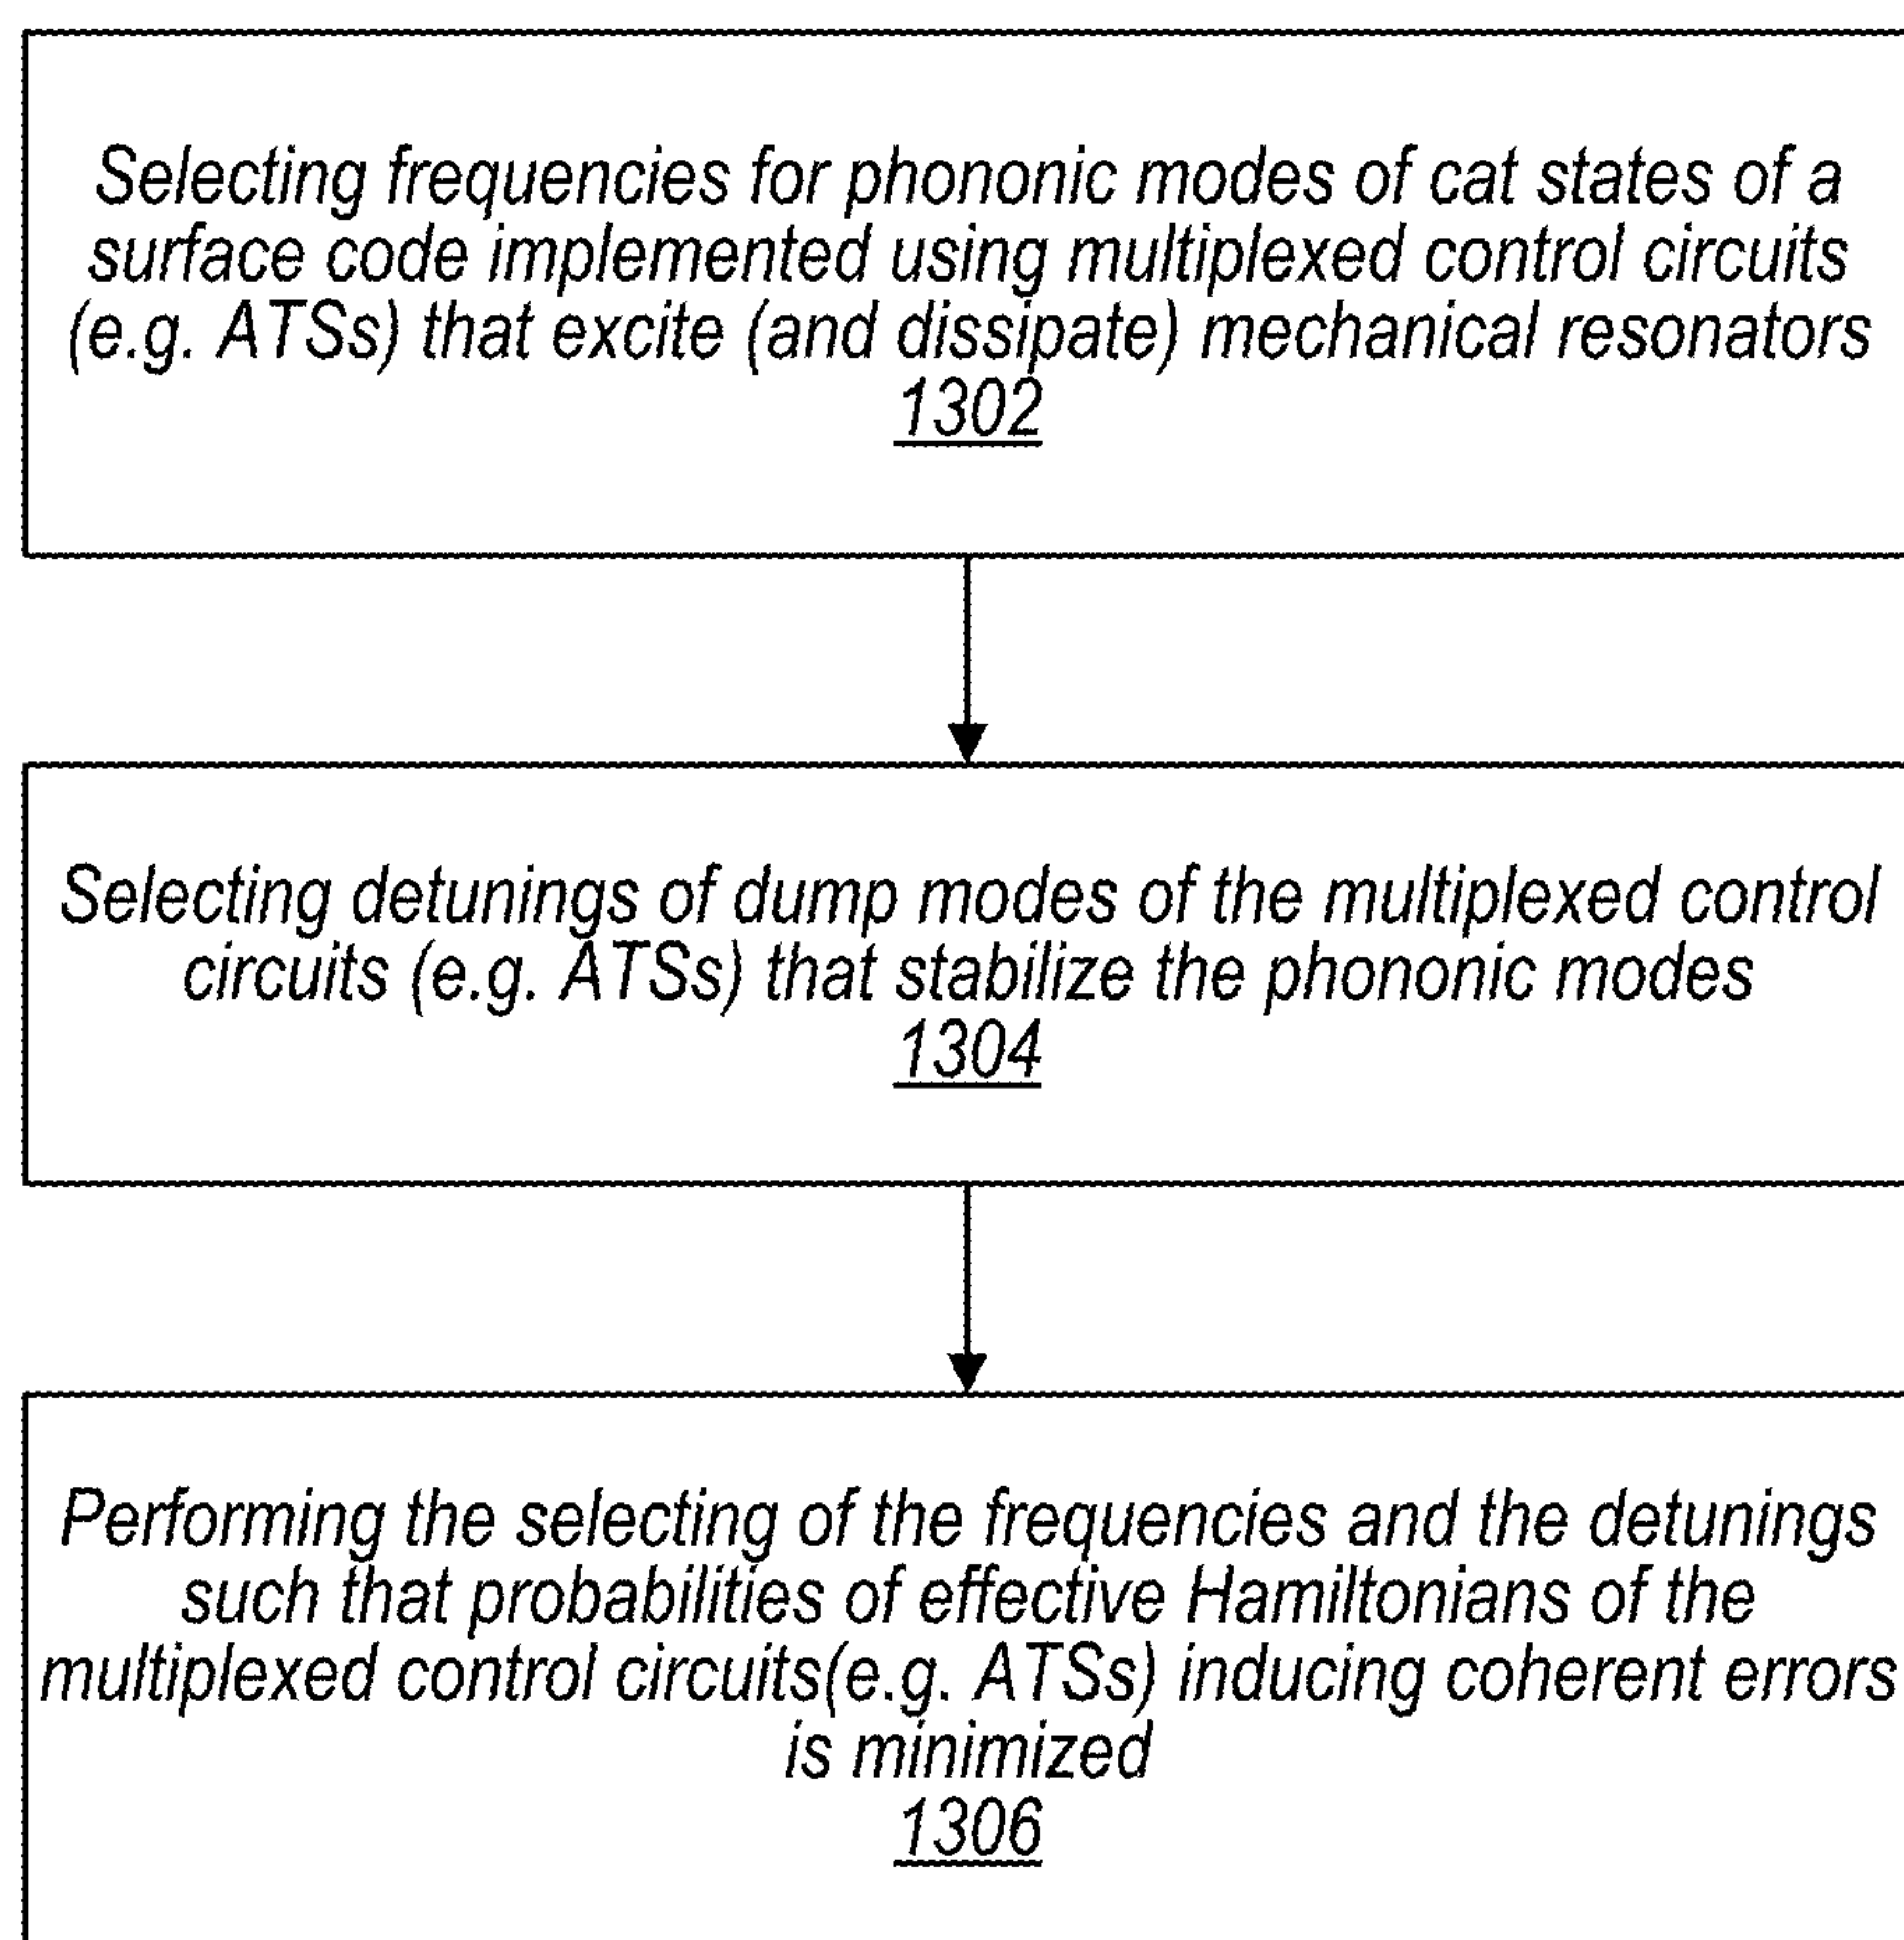 Selecting frequencies for phononic modes of cat states of a
surface code implemented using multiplexed control circuits
(e.g. ATSs) that excite (and dissipate) mechanical resonators
1302
Selecting detunings of dump modes of the multiplexed control
circuits (e.g. ATSs) that stabilize the phononic modes
1304
Performing the selecting of the frequencies and the detunings
such that probabilities of effective Hamiltonians of the
multiplexed control circuits(e.g. ATSs) inducing coherent errors
is minimized
1306